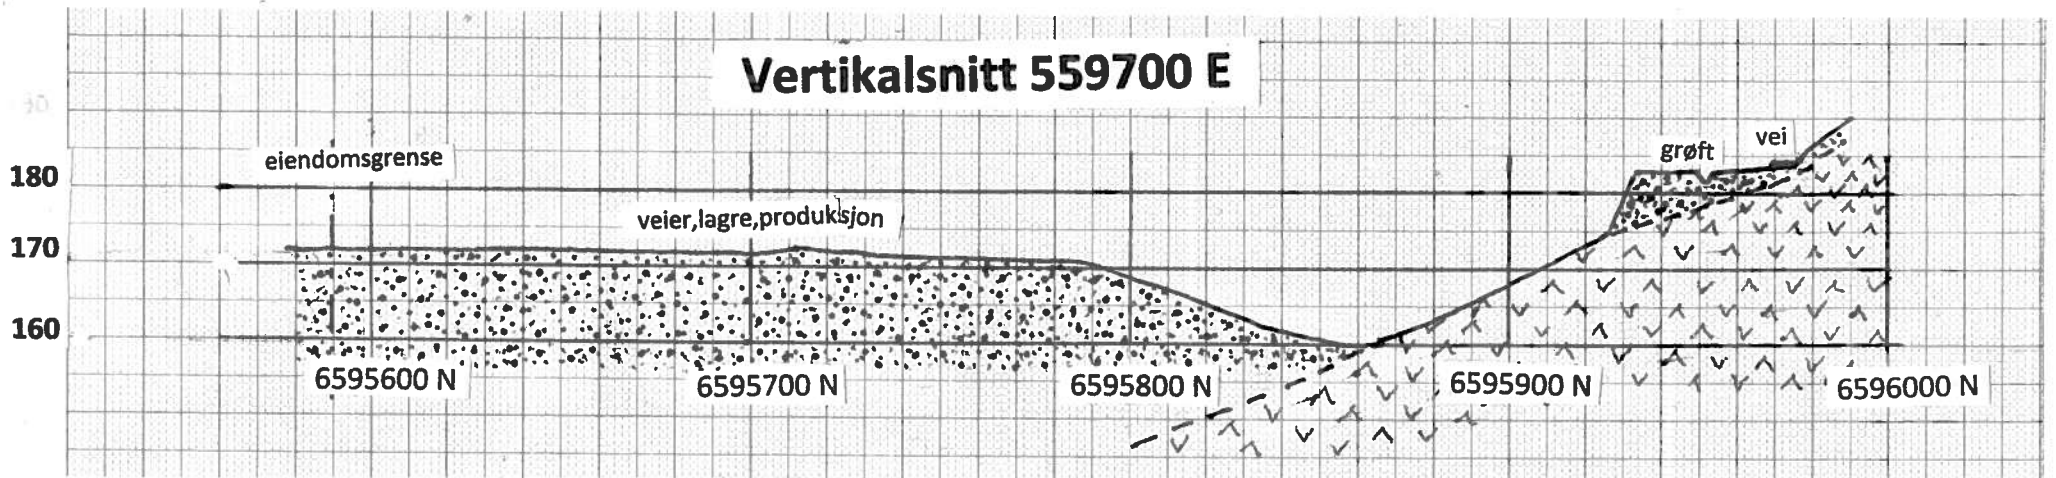 Vertikalsnitt 559700 E
eiendomsgrense
vei
grøft
180
veier,lagre,produksjon
170
160
6595600 N
6595700 N
6595800 N
6595900 N
6596000 N